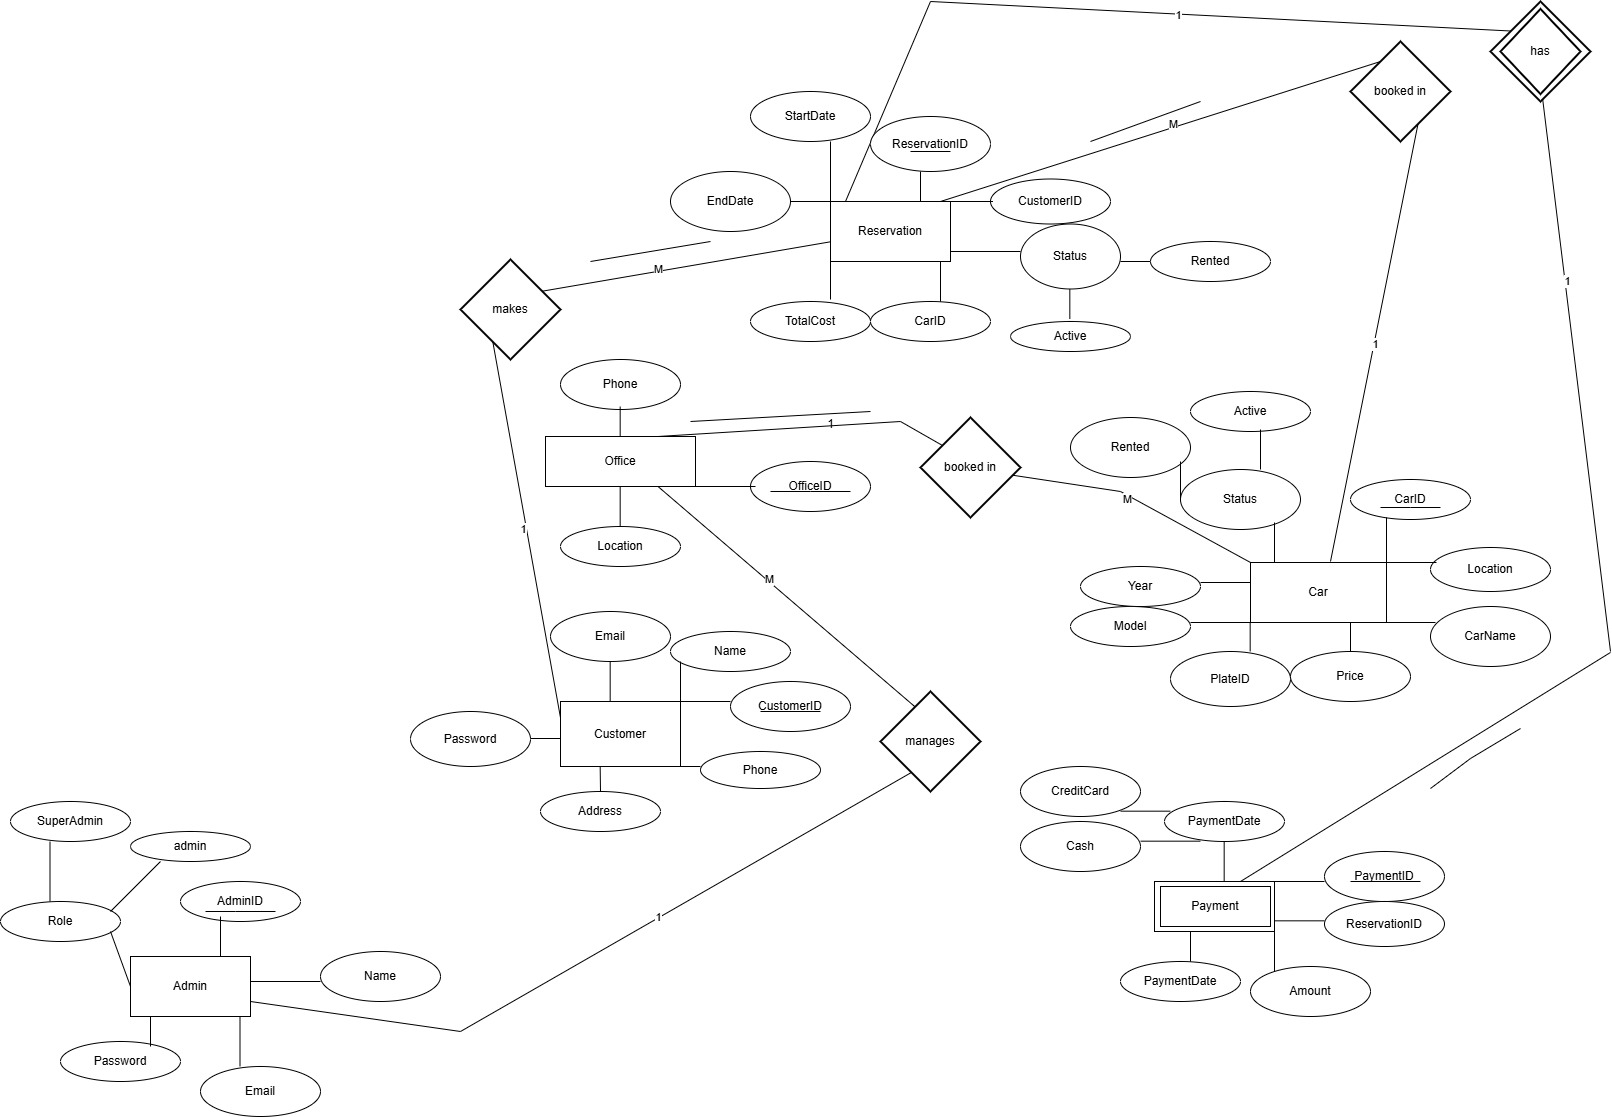 1
has
booked in
StartDate
M
ReservationID
EndDate
CustomerID
Reservation
Status
Rented
M
makes
TotalCost
CarID
Active
1
Phone
Active
1
Rented
Office
booked in
OfficeID
M
Status
CarID
1
Location
Location
M
Year
Car
Model
CarName
Email
Name
PlateID
Price
CustomerID
Password
Customer
manages
Phone
CreditCard
Address
SuperAdmin
PaymentDate
admin
Cash
PaymentID
AdminID
Payment
1
Role
ReservationID
Name
PaymentDate
Admin
Amount
Password
Email
1